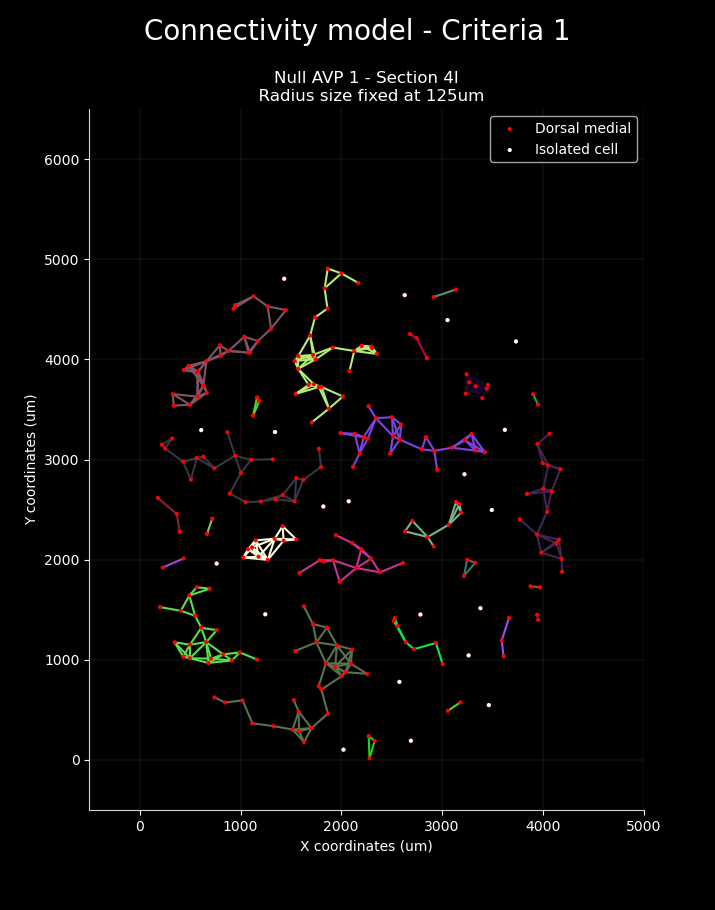 Connectivity model - Criteria 1
Null AVP 1 - Section 4I
Radius size fixed at 125um
Dorsal medial
Isolated cell
6000
5000
4000
3000
2000
1000
0
Y coordinates (um)
0 1000 2000 3000 4000 5000
X coordinates (um)